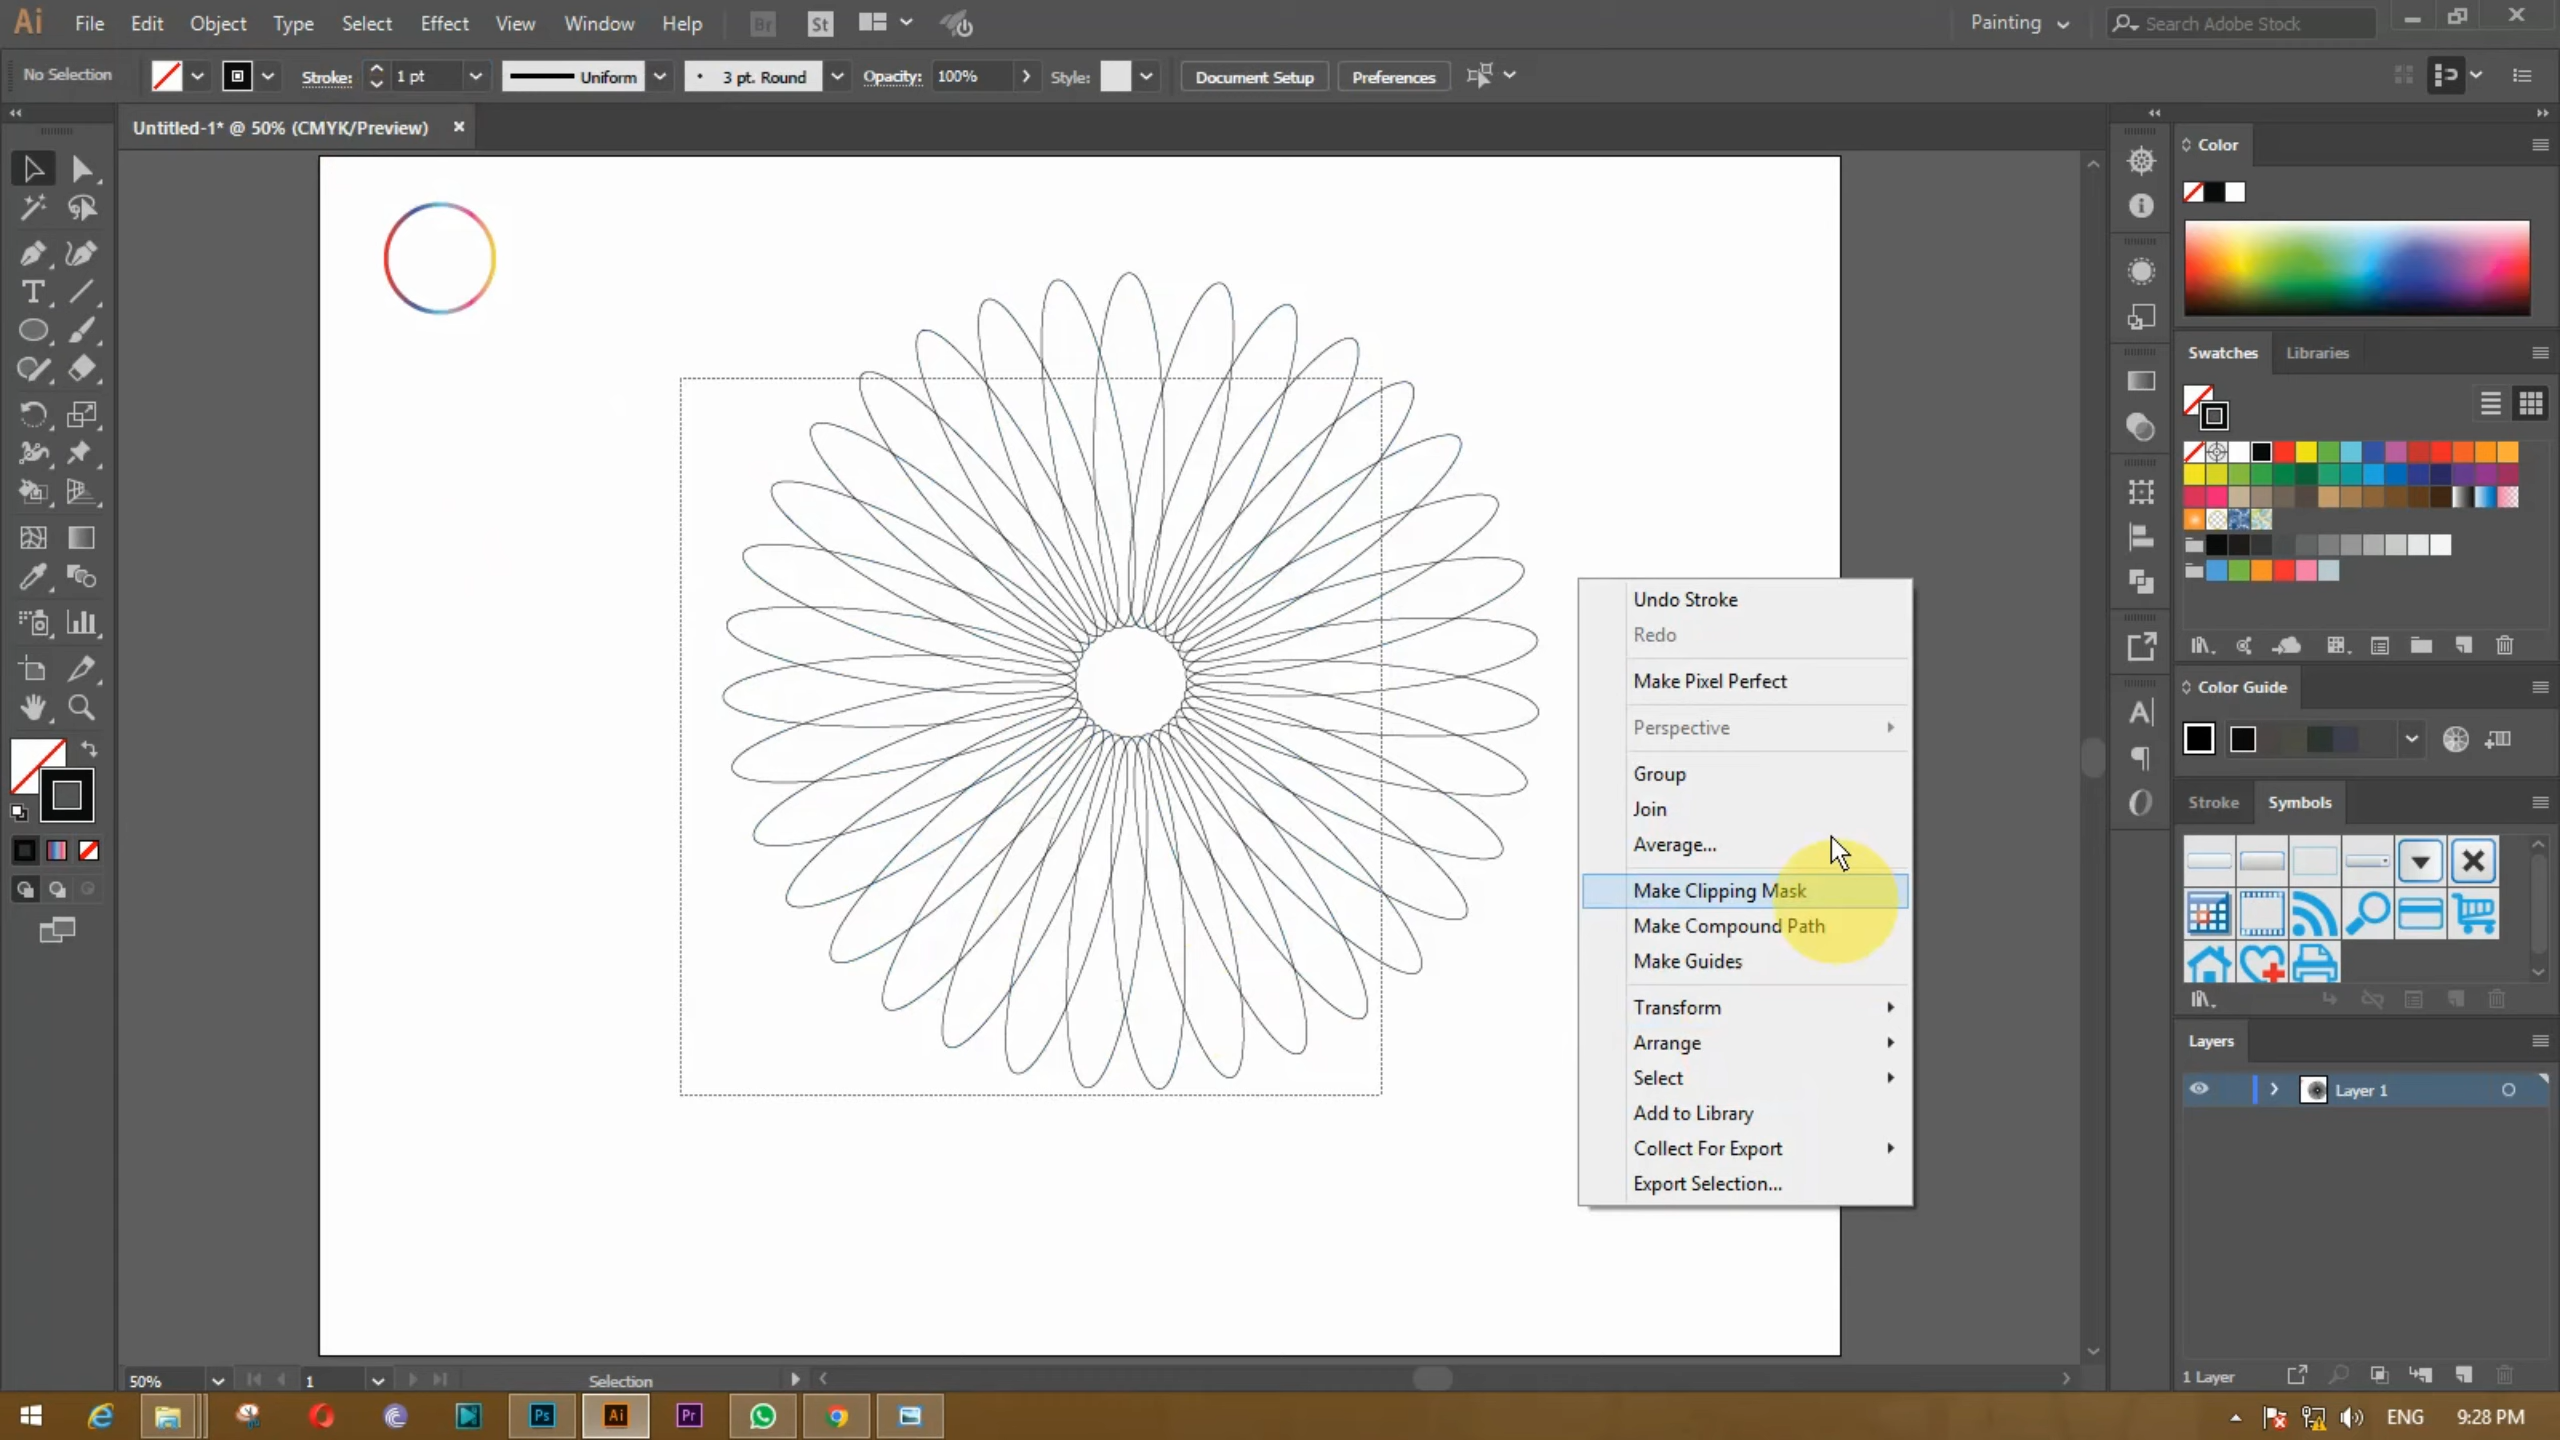 Ai File Edit Object Type Select Effect View Window Help Br St Painting Search Adobe Stock
No Selection Stroke: 1 pt Uniform 3 pt. Round Opacity: 100% Style: Document Setup Preferences
Untitled-1* @ 50% (CMYK/Preview)
Color
Swatches Libraries
Color Guide
Stroke Symbols
Layers
Layer 1
1 Layer
Undo Stroke
Redo
Make Pixel Perfect
Perspective
Group
Join
Average...
Make Clipping Mask
Make Compound Path
Make Guides
Transform
Arrange
Select
Add to Library
Collect For Export
Export Selection...
50% 1 Selection
Ps Ai Pr ENG 9:28 PM